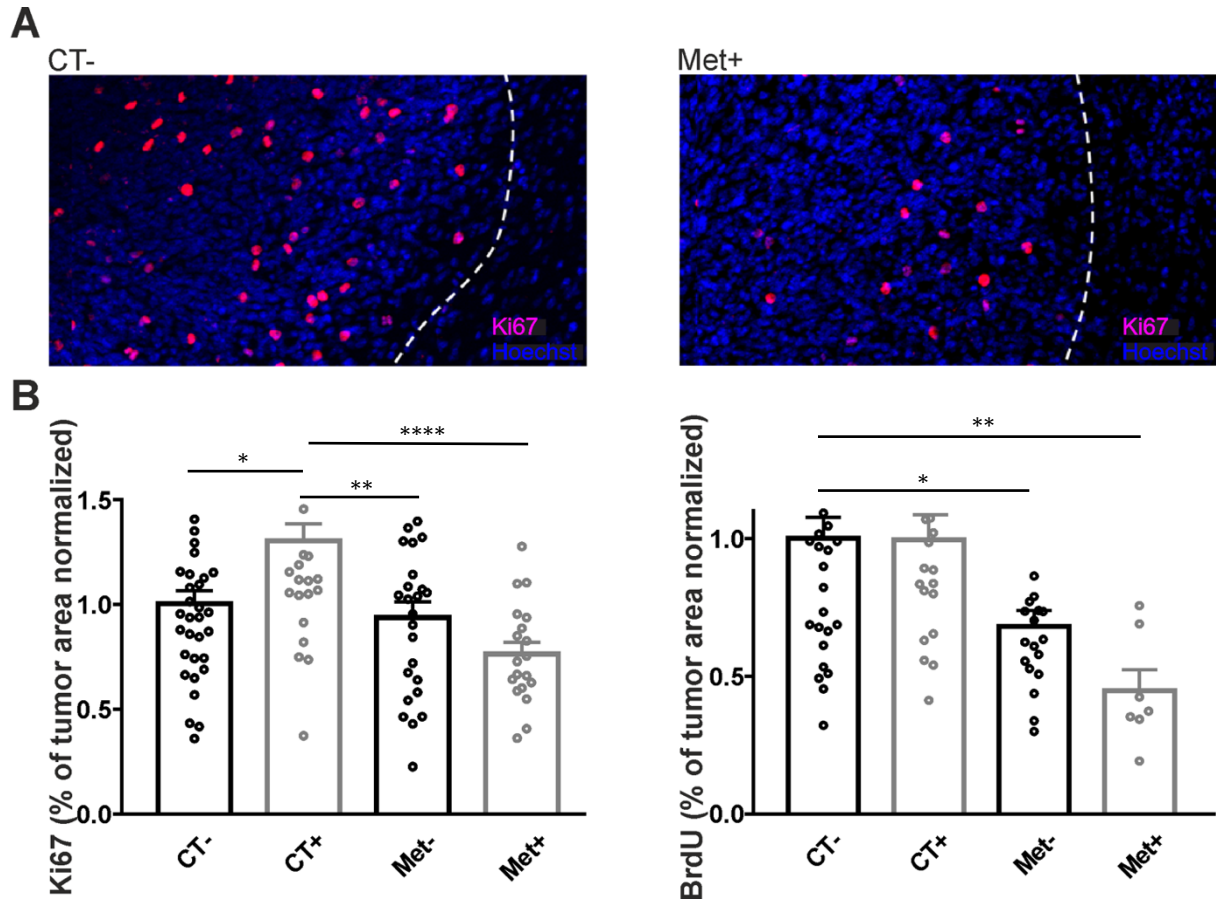 A
CT-
Met+
Ki67
Hoechst
Ki67
Hoechst
B
Ki67 (% of tumor area normalized)
1.5
1.0
0.5
0.0
*
**
****
CT-
CT+
Met-
Met+
BrdU (% of tumor area normalized)
1.0
0.5
0.0
**
*
CT-
CT+
Met-
Met+